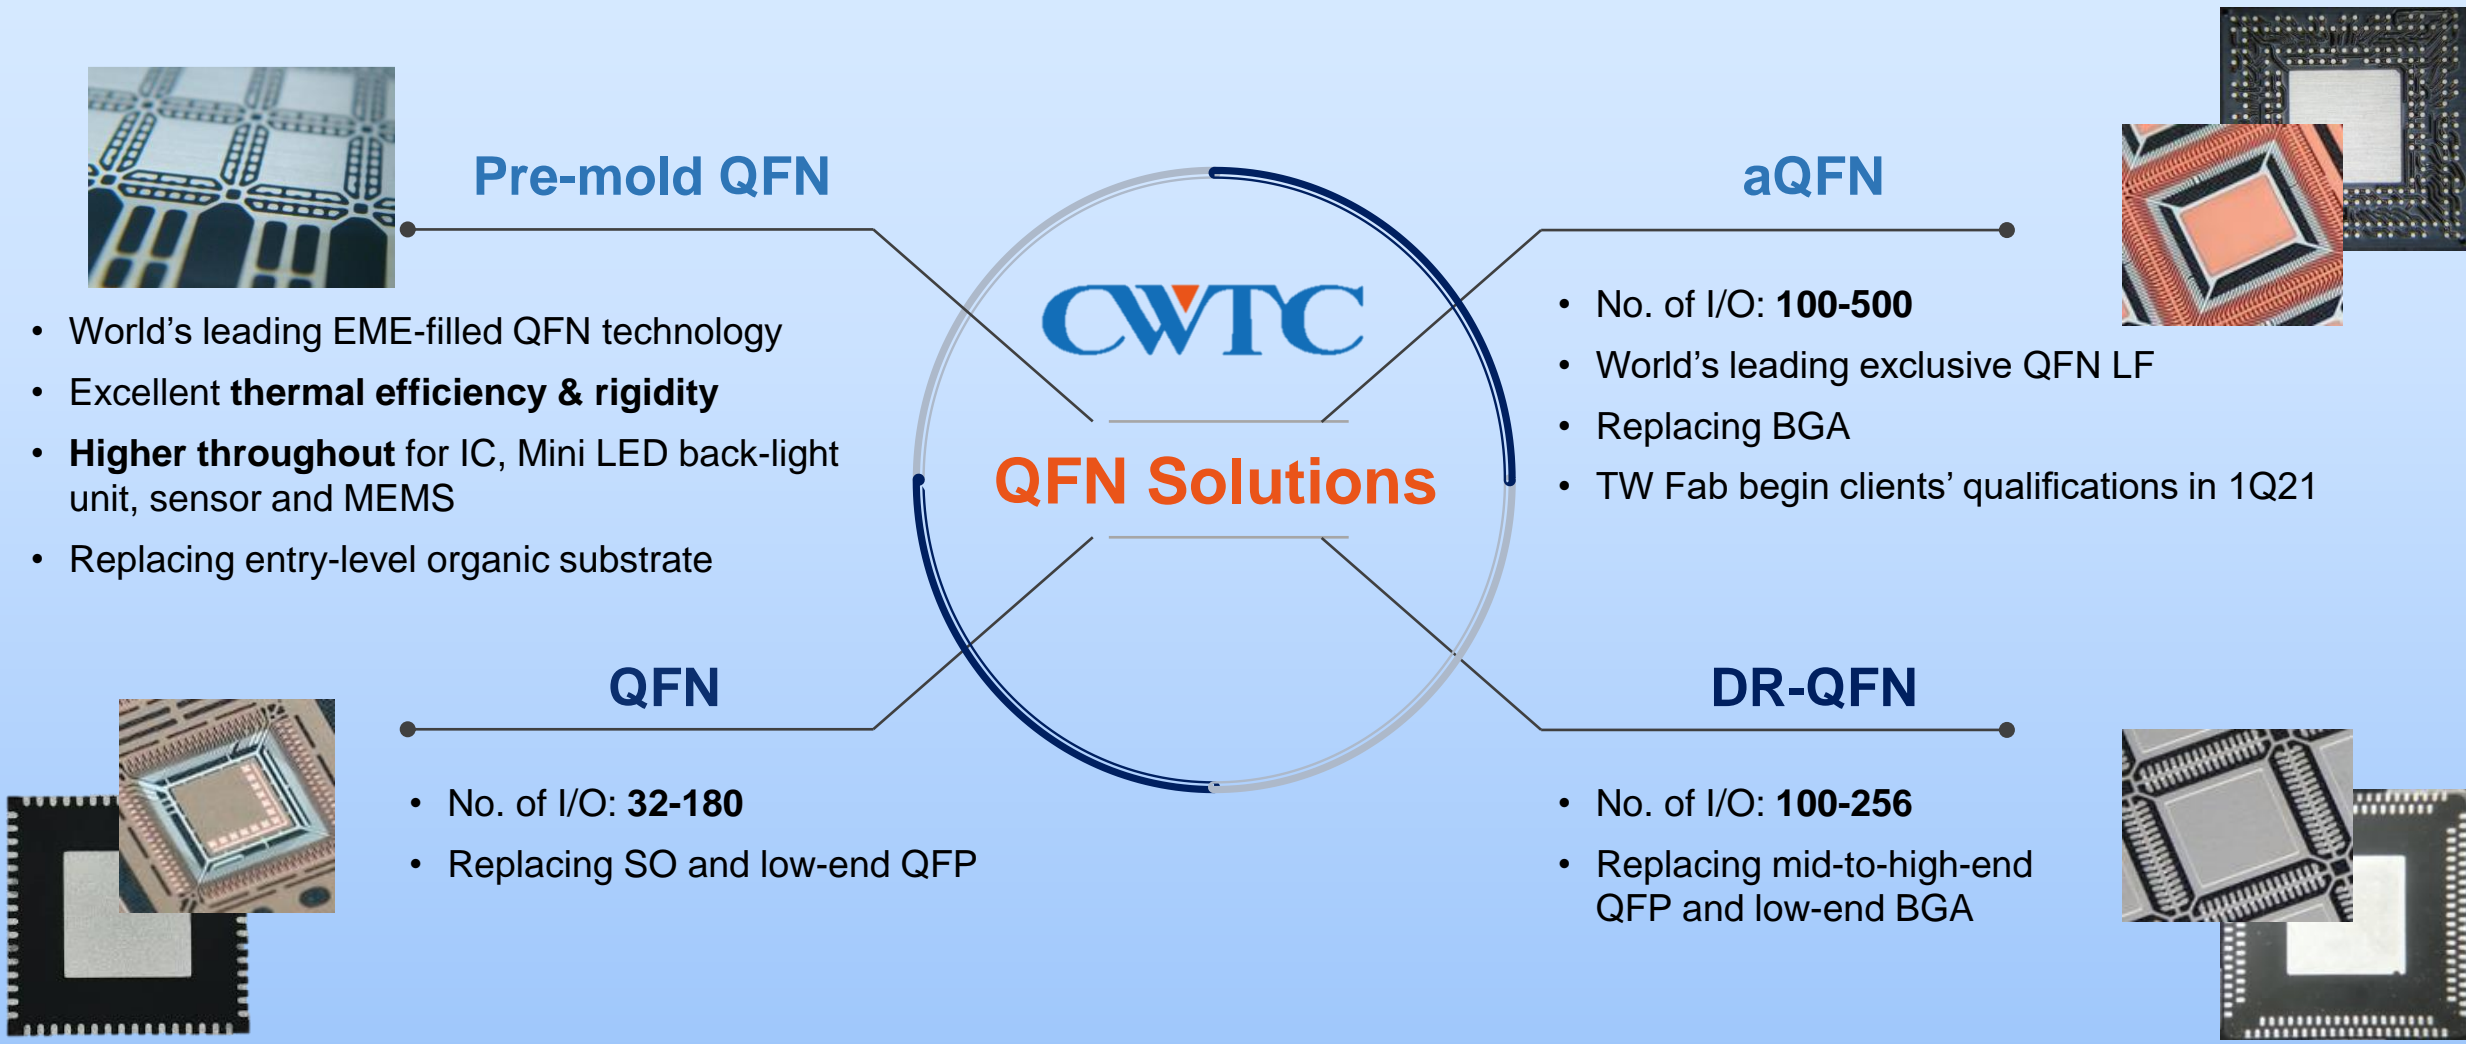 Pre-mold QFN
• World’s leading EME-filled QFN technology
• Excellent thermal efficiency & rigidity
• Higher throughout for IC, Mini LED back-light
unit, sensor and MEMS
• Replacing entry-level organic substrate
aQFN
• No. of I/O: 100-500
• World’s leading exclusive QFN LF
• Replacing BGA
• TW Fab begin clients’ qualifications in 1Q21
CWTC
QFN Solutions
QFN
• No. of I/O: 32-180
• Replacing SO and low-end QFP
DR-QFN
• No. of I/O: 100-256
• Replacing mid-to-high-end
QFP and low-end BGA